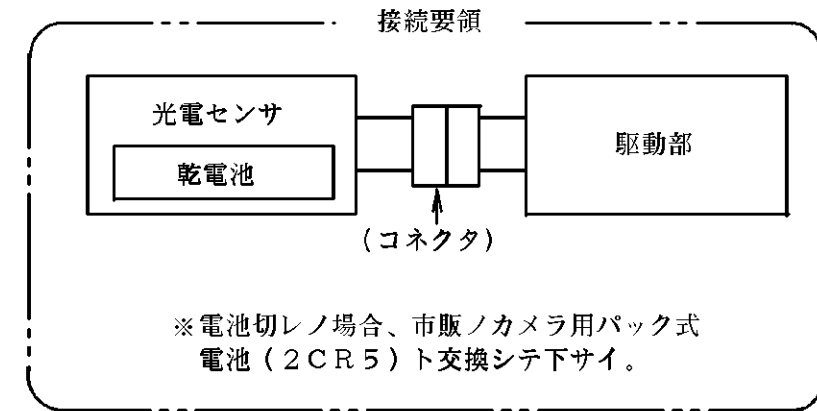 接続要領
光電センサ
乾電池
駆動部
(コネクタ)
※電池切レノ場合、市販ノカメラ用パック式
電池(2CR5)ト交換シテ下サイ。